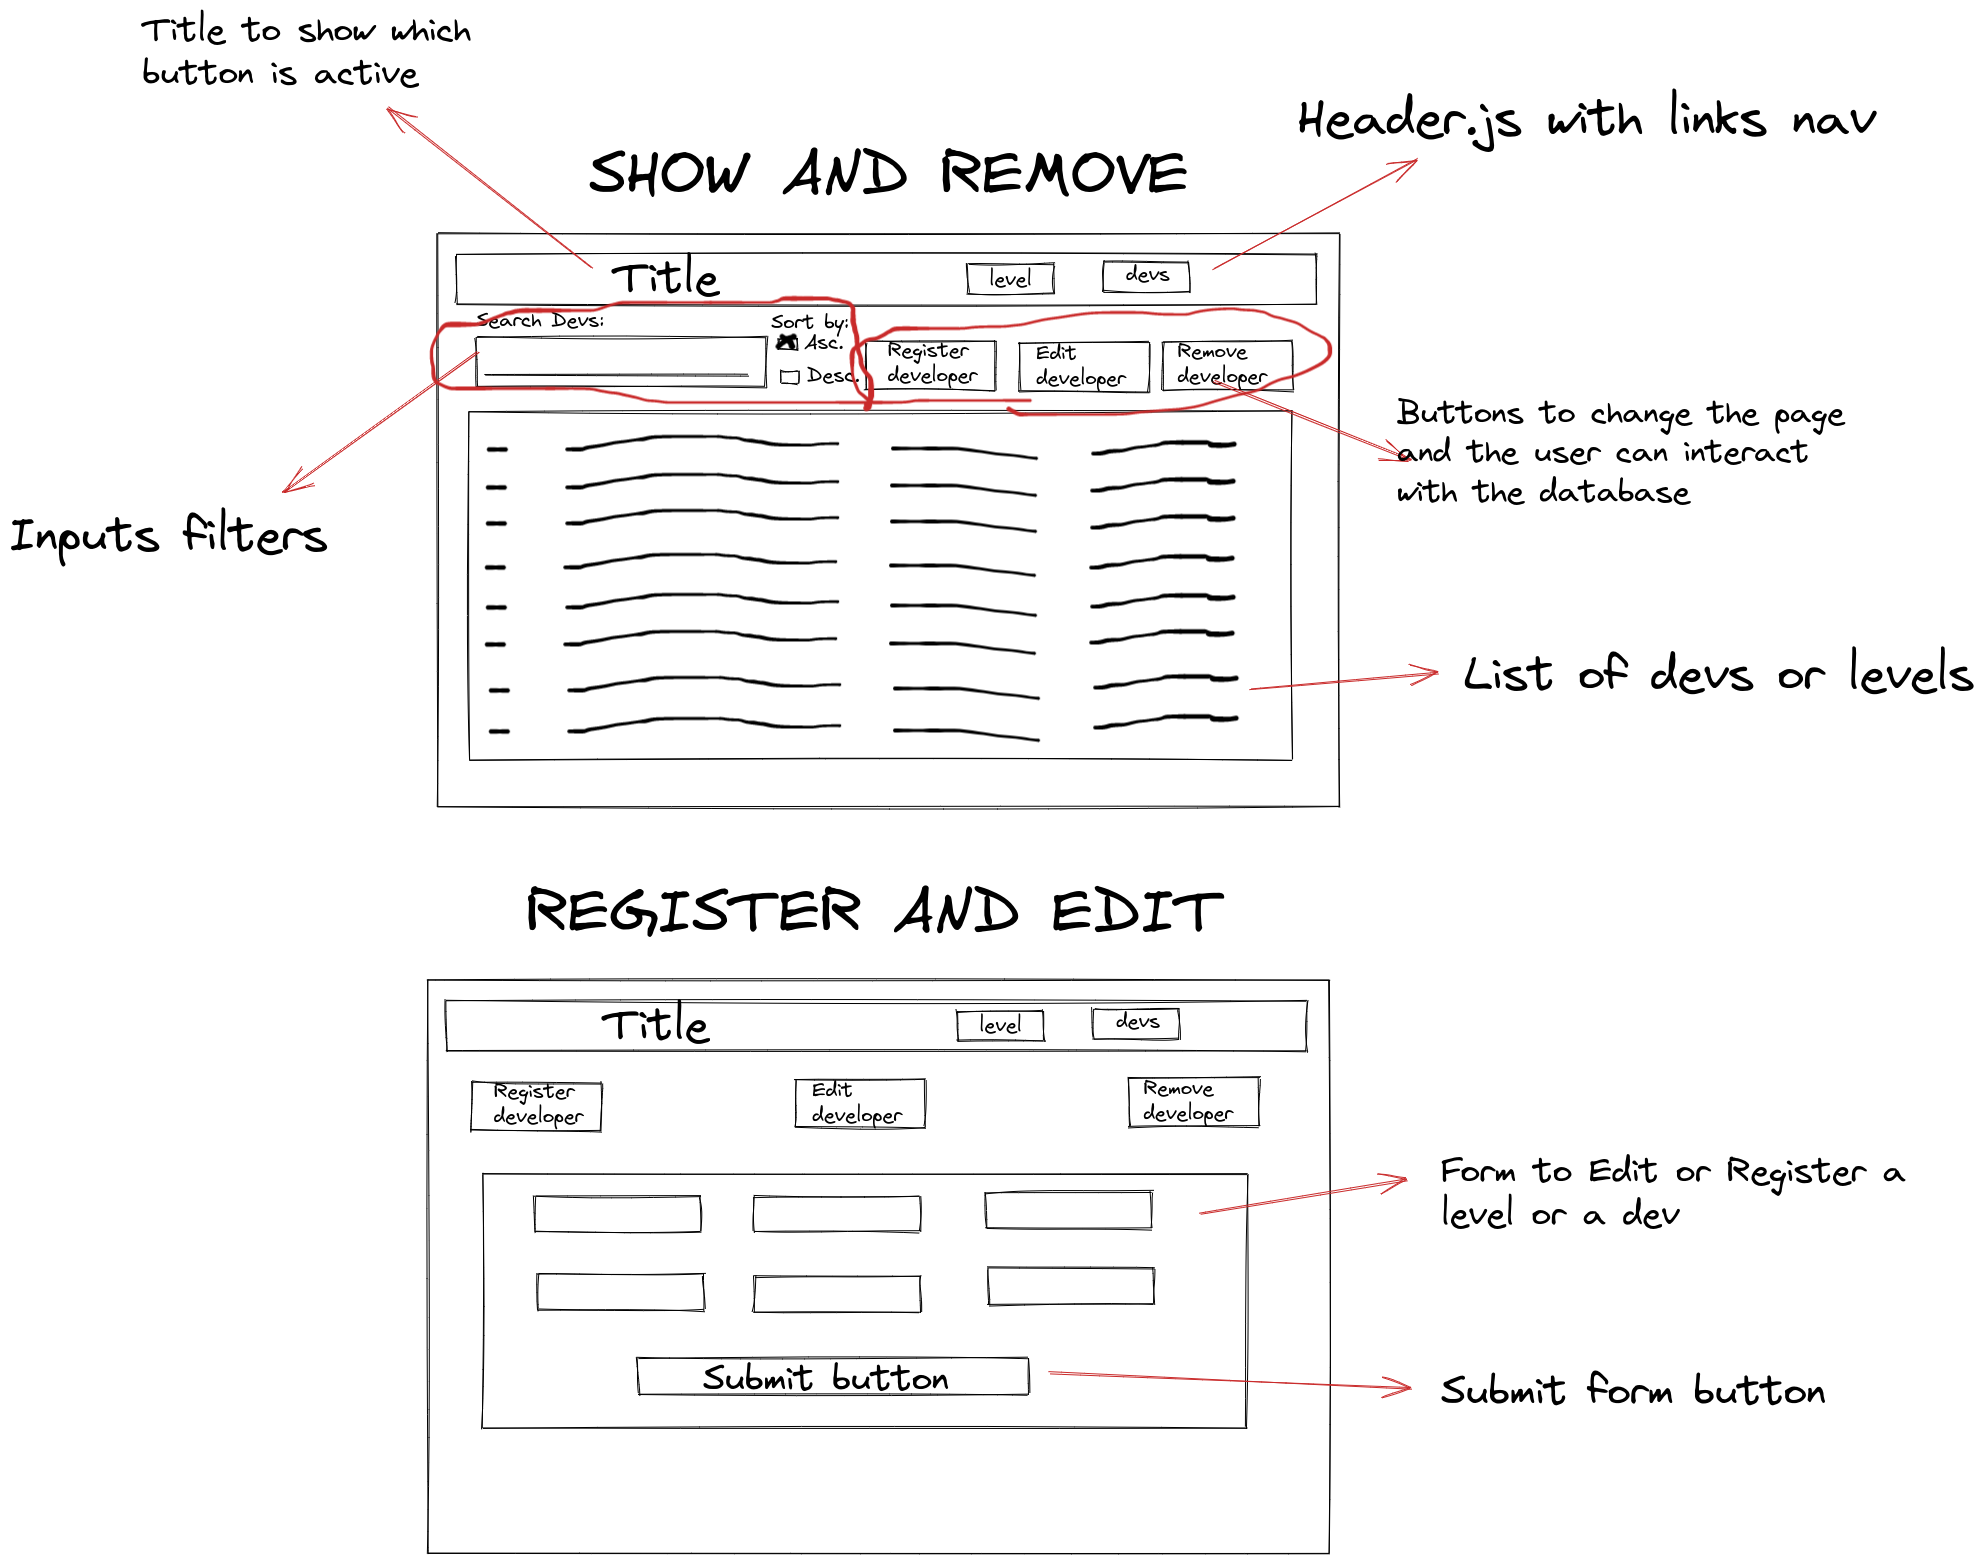 Title to show which
button is active
Header.js with links nav
SHOW AND REMOVE
Title
level
devs
Search Devs:
Sort by:
Asc.
Desc.
Register
developer
Edit
developer
Remove
developer
Buttons to change the page
and the user can interact
with the database
Inputs filters
List of devs or levels
REGISTER AND EDIT
Title
level
devs
Register
developer
Edit
developer
Remove
developer
Form to Edit or Register a
level or a dev
Submit button
Submit form button